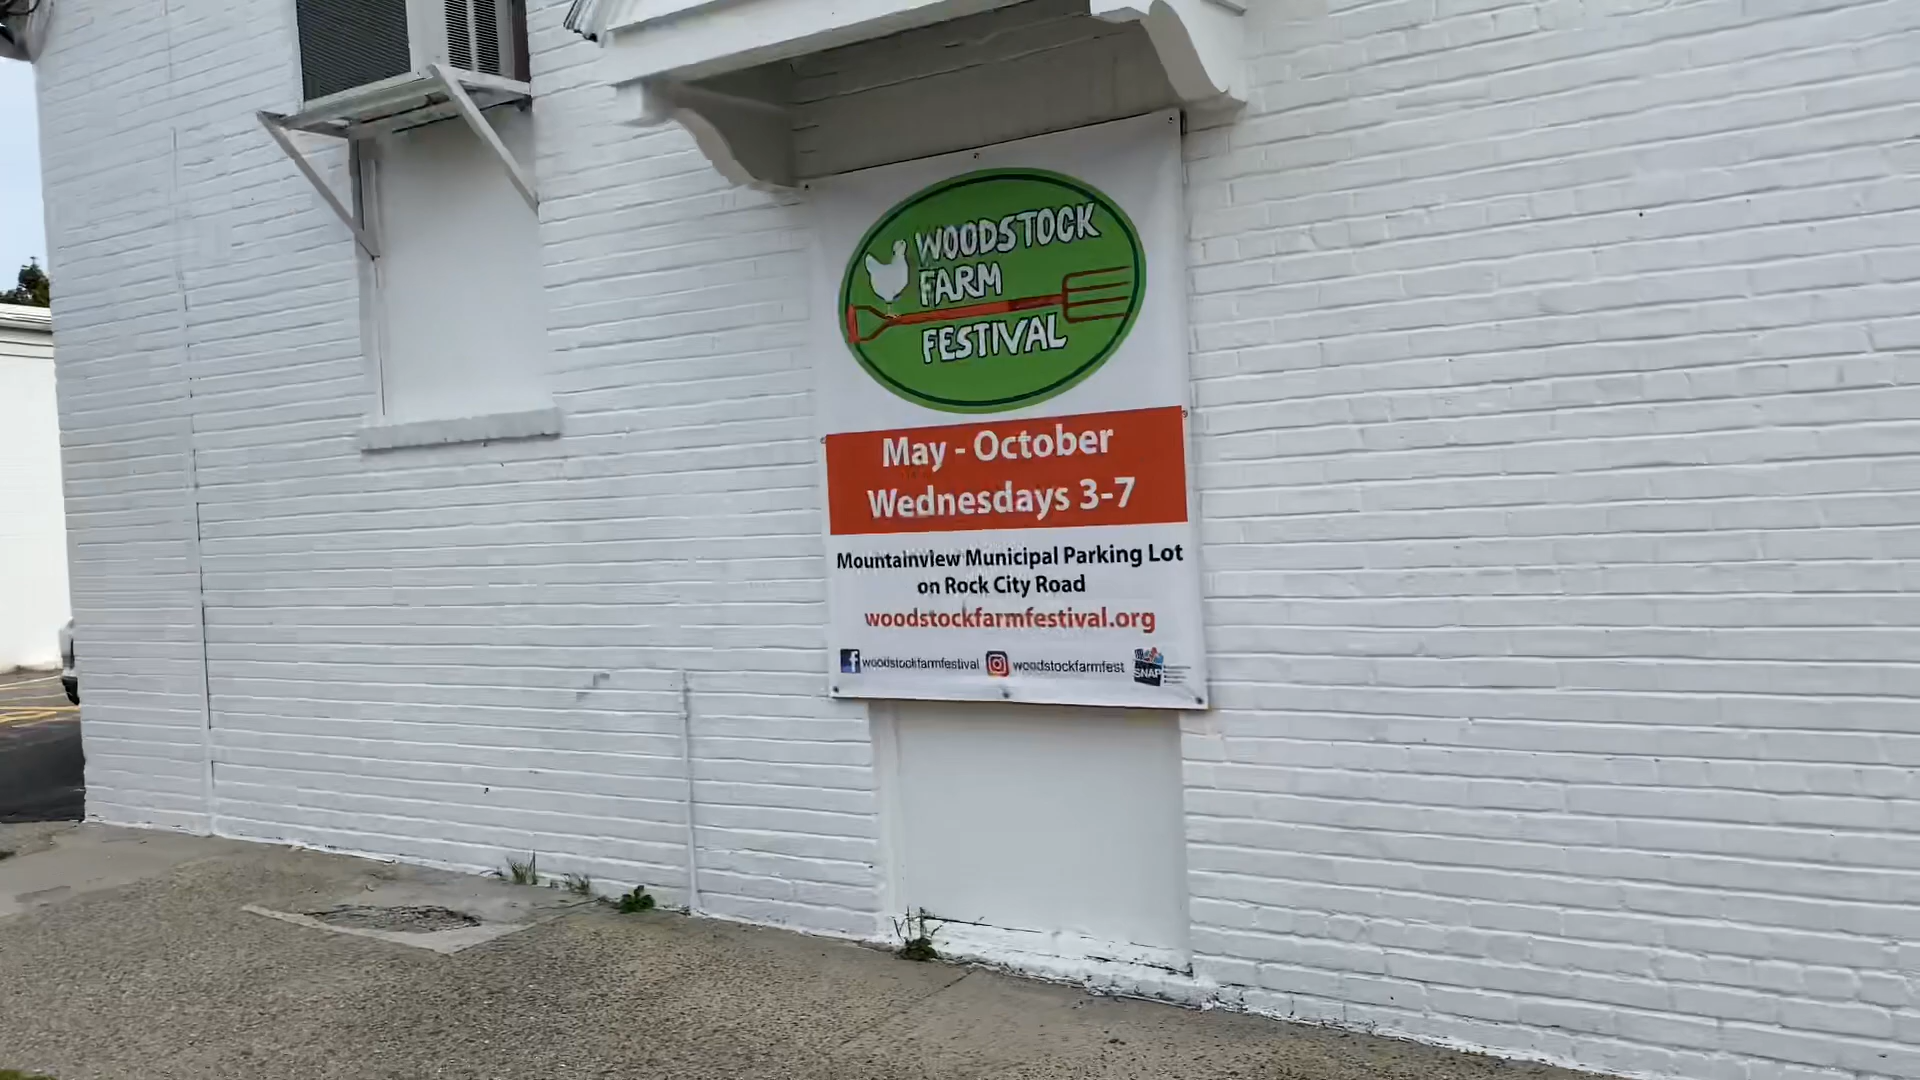 WOODSTOCK
FARM
FESTIVAL
May - October
Wednesdays 3-7
Mountainview Municipal Parking Lot
on Rock City Road
woodstockfarmfestival.org
woodstockfarmfestival woodstockfarmfest SNAP